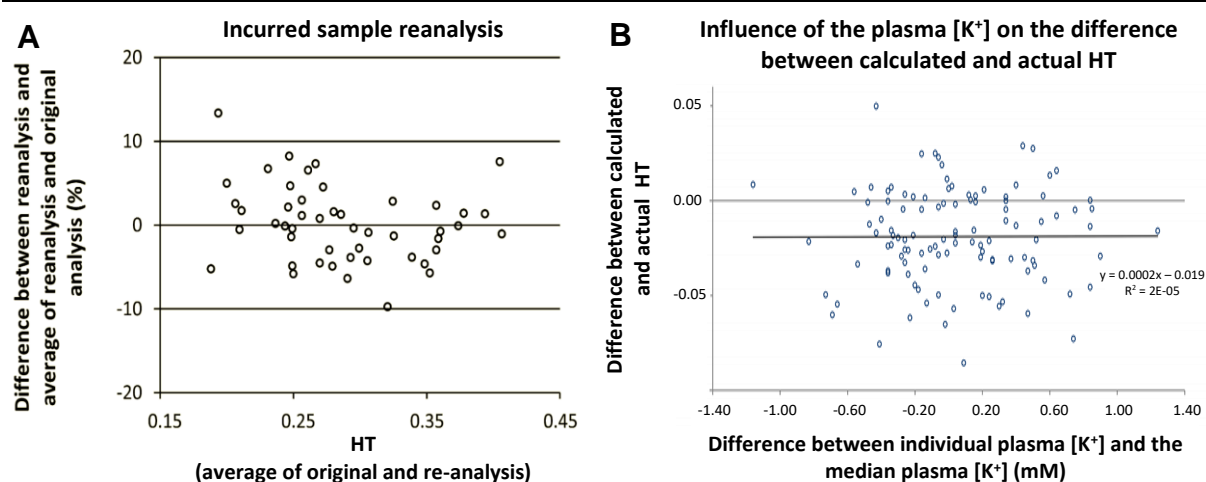 A
Incurred sample reanalysis
Difference between reanalysis and
average of reanalysis and original
analysis (%)
20
10
0
-10
-20
0.15
0.25
0.35
0.45
HT
(average of original and re-analysis)
B
Influence of the plasma [K⁺] on the difference
between calculated and actual HT
Difference between calculated
and actual HT
0.05
0.00
-0.05
y = 0.0002x – 0.019
R² = 2E-05
-1.40
-1.00
-0.60
-0.20
0.20
0.60
1.00
1.40
Difference between individual plasma [K⁺] and the
median plasma [K⁺] (mM)